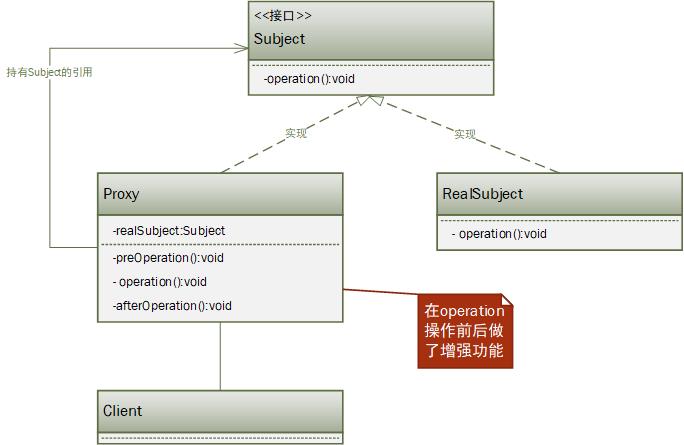 <<接口>>
Subject
-operation():void
持有Subject的引用
实现
实现
Proxy
-realSubject:Subject
-preOperation():void
- operation():void
-afterOperation():void
RealSubject
- operation():void
在operation
操作前后做
了增强功能
Client